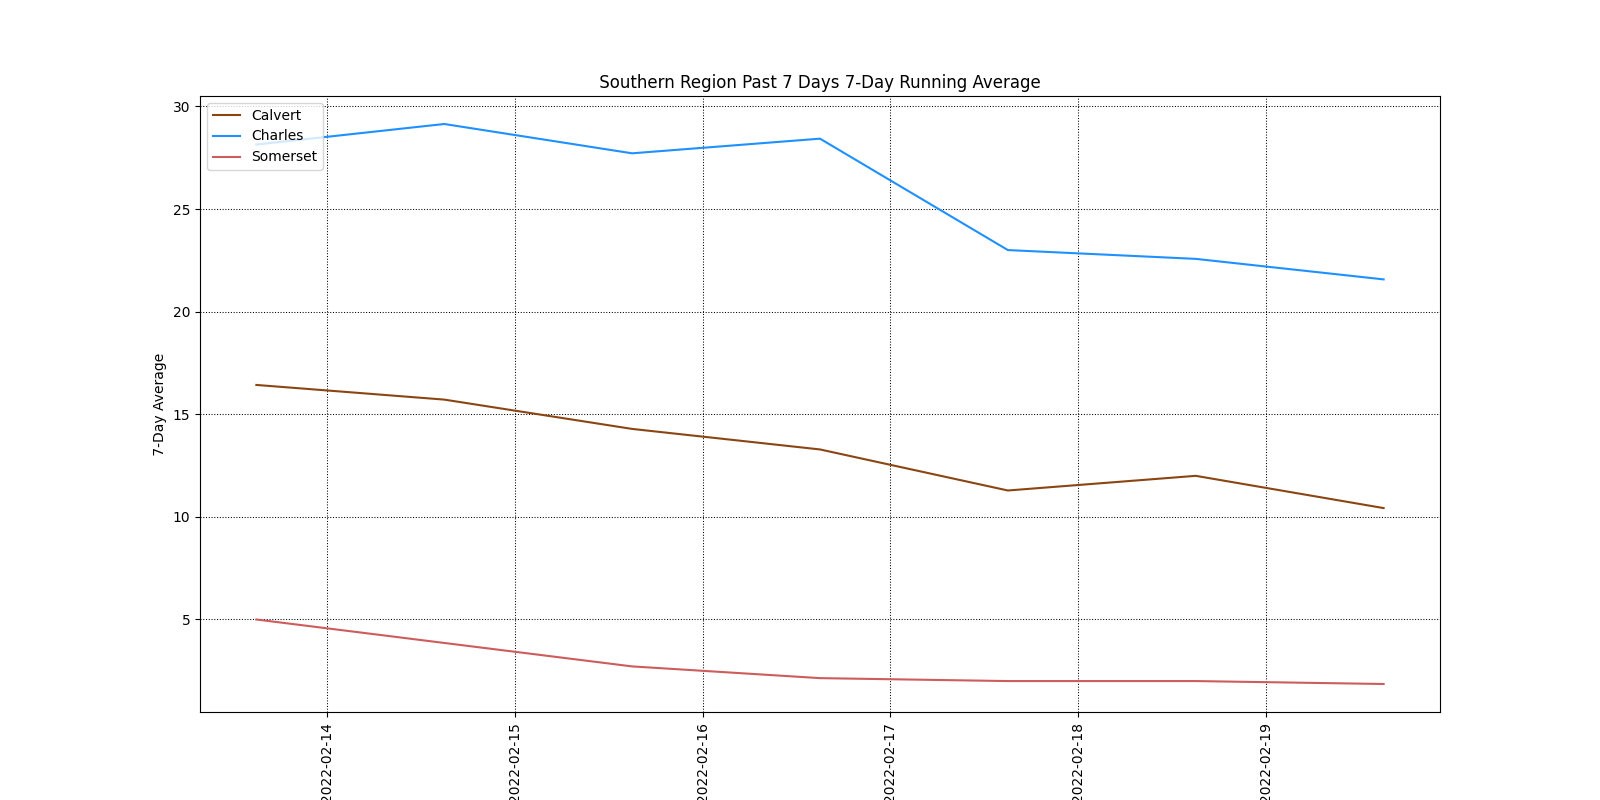 Southern Region Past 7 Days 7-Day Running Average
Calvert
Charles
Somerset
30
25
20
15
10
5
7-Day Average
2022-02-14
2022-02-15
2022-02-16
2022-02-17
2022-02-18
2022-02-19